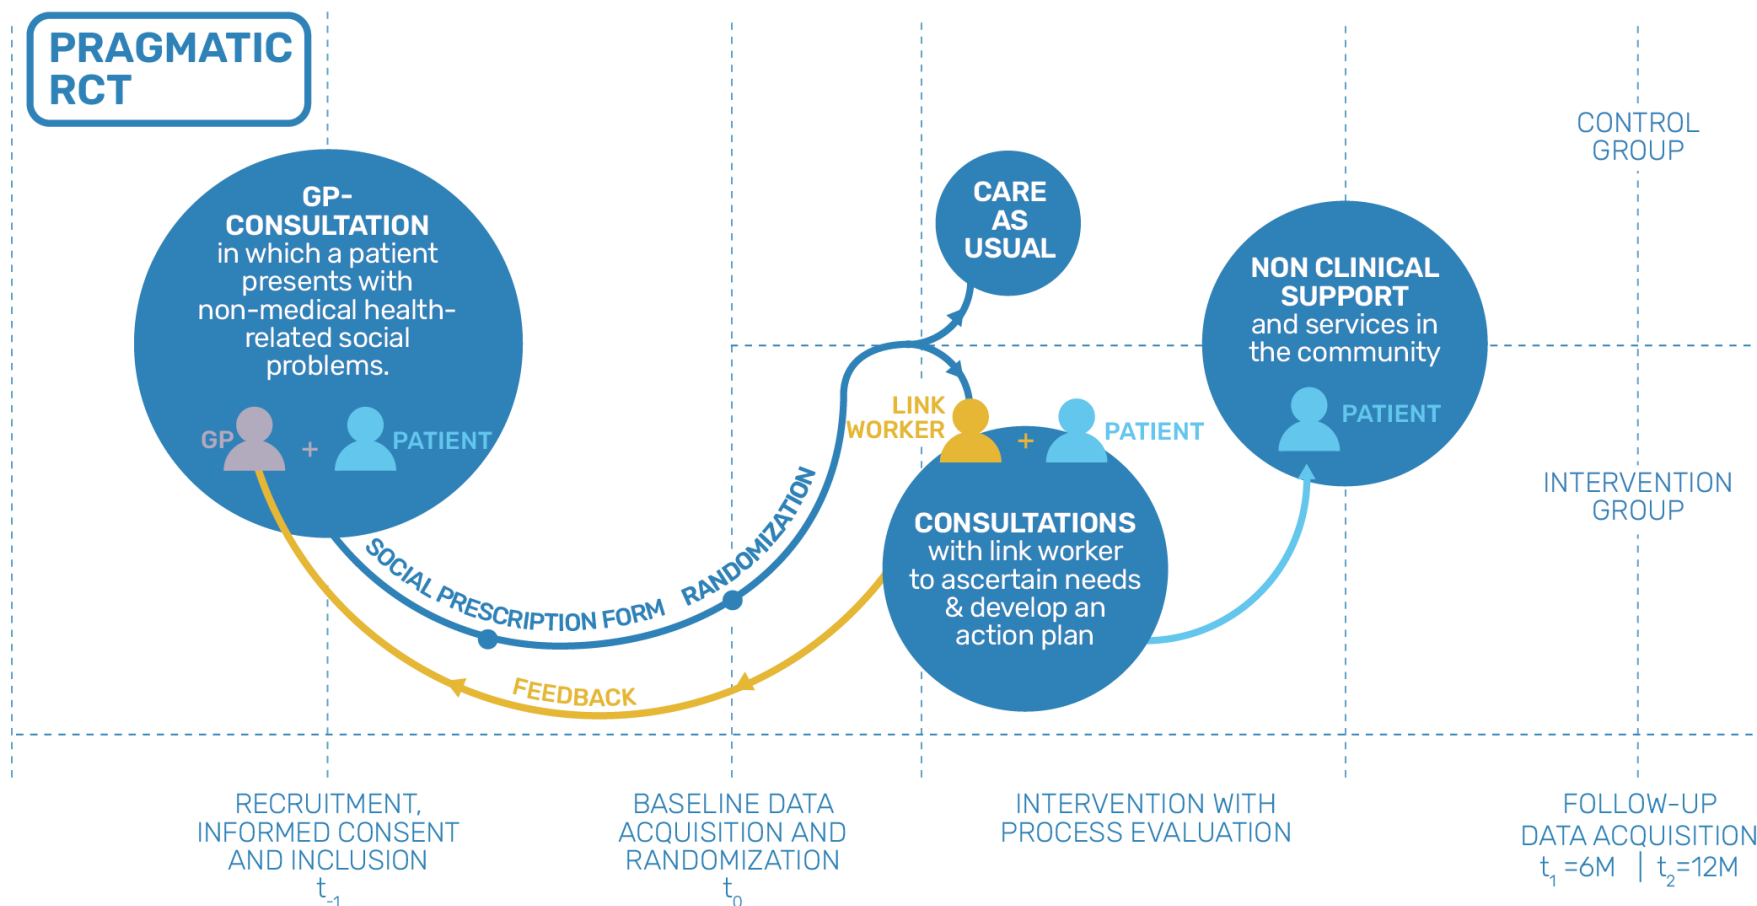 PRAGMATIC
RCT
GP-
CONSULTATION
in which a patient
presents with
non-medical health-
related social
problems.
GP
+
PATIENT
SOCIAL PRESCRIPTION FORM
RANDOMIZATION
FEEDBACK
CARE
AS
USUAL
LINK
WORKER
+
PATIENT
CONSULTATIONS
with link worker
to ascertain needs
& develop an
action plan
NON CLINICAL
SUPPORT
and services in
the community
PATIENT
CONTROL
GROUP
INTERVENTION
GROUP
RECRUITMENT,
INFORMED CONSENT
AND INCLUSION
t-1
BASELINE DATA
ACQUISITION AND
RANDOMIZATION
t0
INTERVENTION WITH
PROCESS EVALUATION
FOLLOW-UP
DATA ACQUISITION
t1 =6M | t2=12M